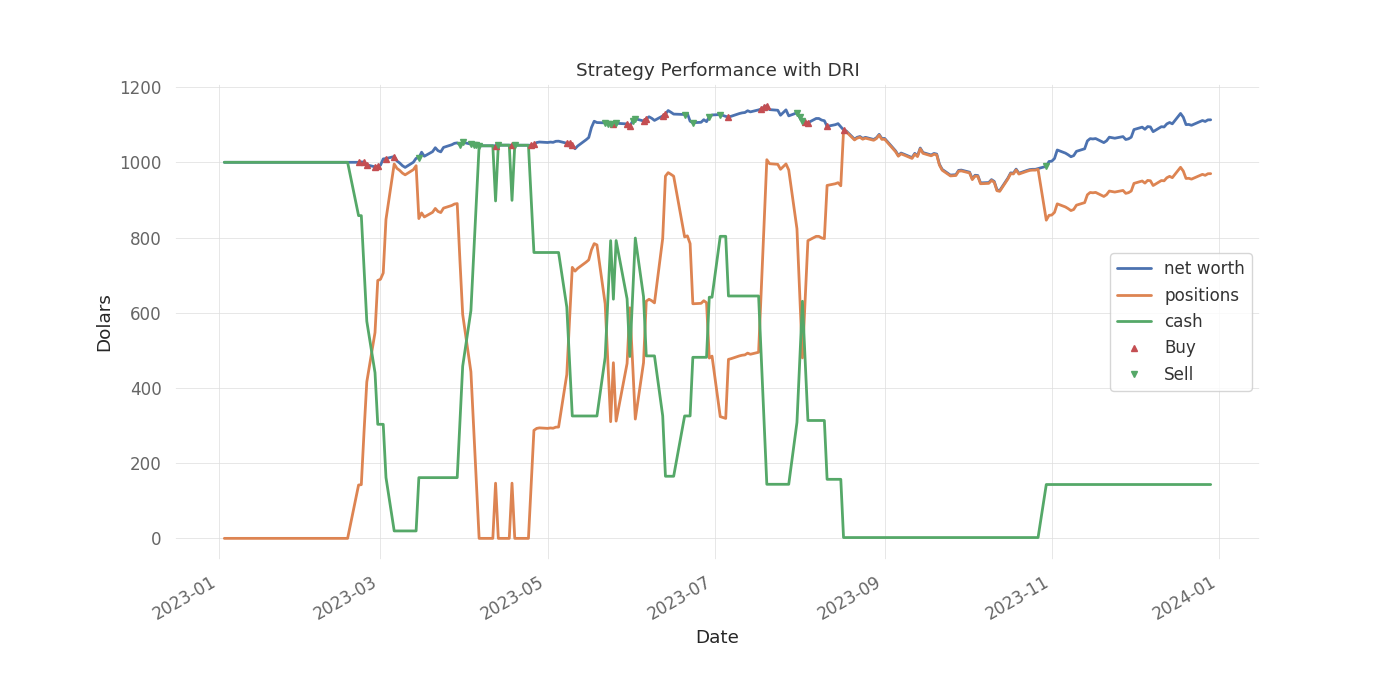 Strategy Performance with DRI
1200
1000
800
600
400
200
0
Dolars
net worth
positions
cash
Buy
Sell
2023-01
2023-03
2023-05
2023-07
2023-09
2023-11
2024-01
Date